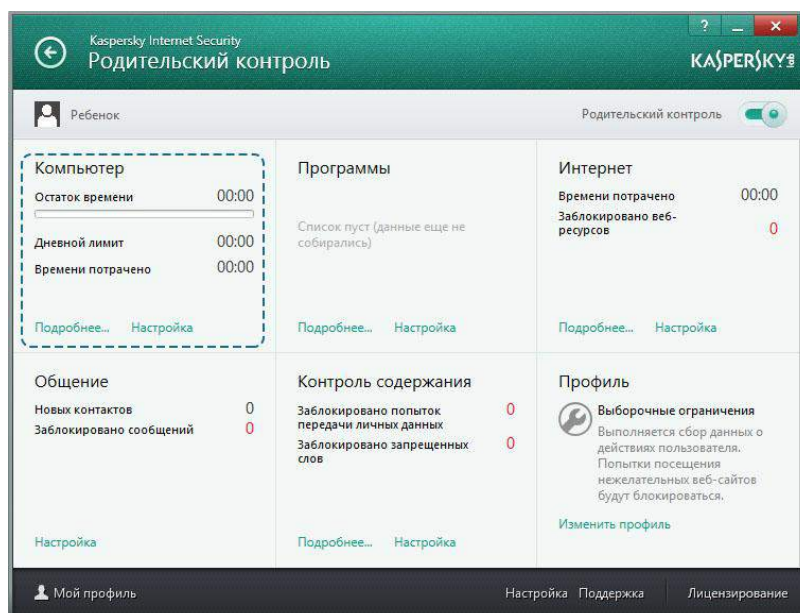 Kaspersky Internet Security
Родительский контроль
?
KASPERSKY lab
Ребенок
Родительский контроль
Компьютер
Остаток времени 00:00
Дневной лимит 00:00
Времени потрачено 00:00
Подробнее... Настройка
Программы
Список пуст (данные еще не
собирались)
Подробнее... Настройка
Интернет
Времени потрачено 00:00
Заблокировано веб-
ресурсов 0
Подробнее... Настройка
Общение
Новых контактов 0
Заблокировано сообщений 0
Настройка
Контроль содержания
Заблокировано попыток 0
передачи личных данных
Заблокировано запрещенных 0
слов
Подробнее... Настройка
Профиль
Выборочные ограничения
Выполняется сбор данных о
действиях пользователя.
Попытки посещения
нежелательных веб-сайтов
будут блокироваться.
Изменить профиль
Мой профиль
Настройка Поддержка Лицензирование